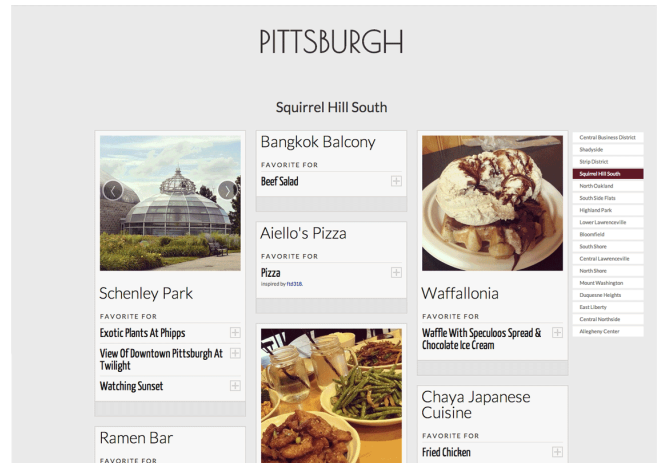 PITTSBURGH
Squirrel Hill South
Schenley Park
FAVORITE FOR
Exotic Plants At Phipps
View Of Downtown Pittsburgh At
Twilight
Watching Sunset
Ramen Bar
FAVORITE FOR
Bangkok Balcony
FAVORITE FOR
Beef Salad
Aiello's Pizza
FAVORITE FOR
Pizza
inspired by ftd318.
Waffallonia
FAVORITE FOR
Waffle With Speculoos Spread &
Chocolate Ice Cream
Chaya Japanese
Cuisine
FAVORITE FOR
Fried Chicken
Central Business District
Shadyside
Strip District
Squirrel Hill South
North Oakland
South Side Flats
Highland Park
Lower Lawrenceville
Bloomfield
South Shore
Central Lawrenceville
North Shore
Mount Washington
Duquesne Heights
East Liberty
Central Northside
Allegheny Center